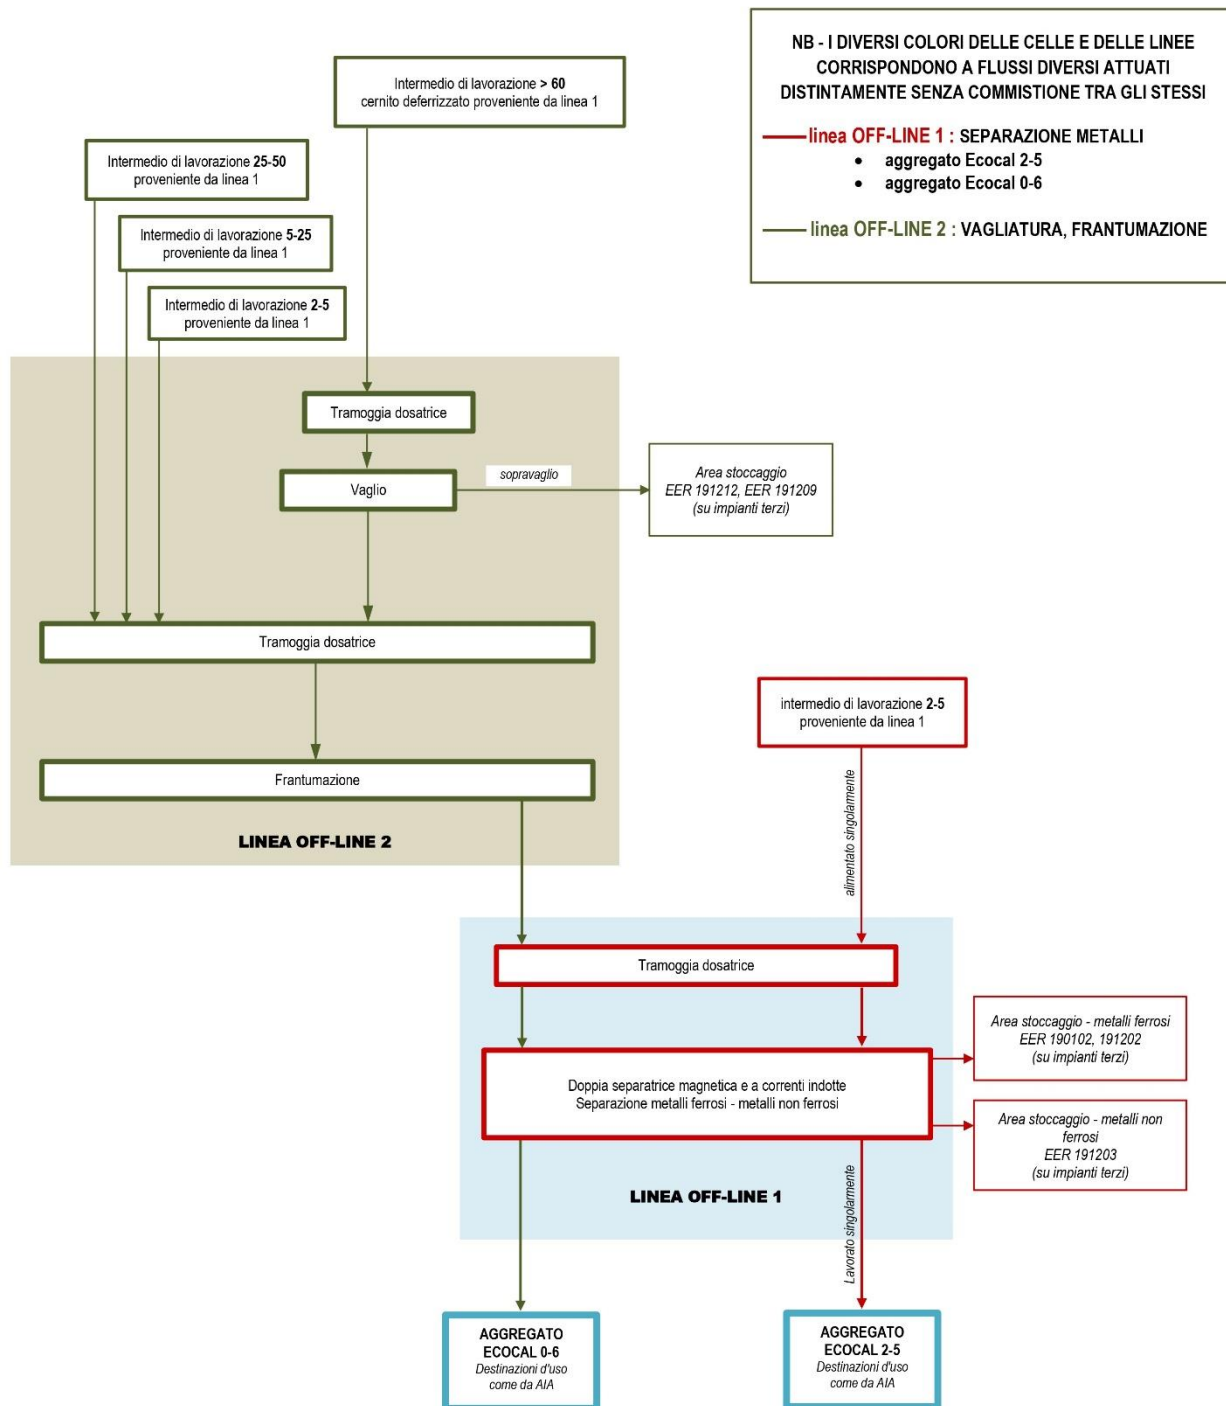 NB - I DIVERSI COLORI DELLE CELLE E DELLE LINEE
CORRISPONDONO A FLUSSI DIVERSI ATTUATI
DISTINTAMENTE SENZA COMMISTIONE TRA GLI STESSI
linea OFF-LINE 1 : SEPARAZIONE METALLI
• aggregato Ecocal 2-5
• aggregato Ecocal 0-6
linea OFF-LINE 2 : VAGLIATURA, FRANTUMAZIONE
Intermedio di lavorazione > 60
cernito deferrizzato proveniente da linea 1
Intermedio di lavorazione 25-50
proveniente da linea 1
Intermedio di lavorazione 5-25
proveniente da linea 1
Intermedio di lavorazione 2-5
proveniente da linea 1
Tramoggia dosatrice
Vaglio
sopravaglio
Area stoccaggio
EER 191212, EER 191209
(su impianti terzi)
Tramoggia dosatrice
Frantumazione
LINEA OFF-LINE 2
intermedio di lavorazione 2-5
proveniente da linea 1
alimentato singolarmente
Tramoggia dosatrice
Doppia separatrice magnetica e a correnti indotte
Separazione metalli ferrosi - metalli non ferrosi
Area stoccaggio - metalli ferrosi
EER 190102, 191202
(su impianti terzi)
Area stoccaggio - metalli non
ferrosi
EER 191203
(su impianti terzi)
LINEA OFF-LINE 1
Lavorato singolarmente
AGGREGATO
ECOCAL 0-6
Destinazioni d'uso
come da AIA
AGGREGATO
ECOCAL 2-5
Destinazioni d'uso
come da AIA